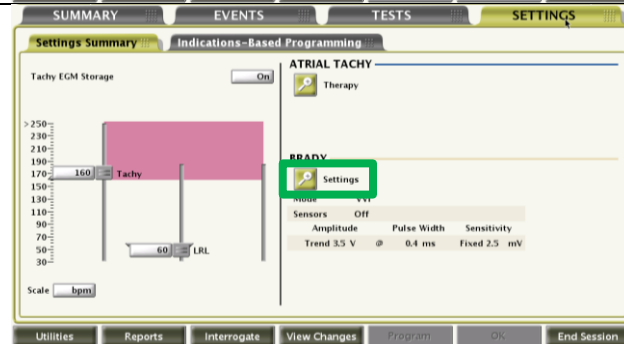 SUMMARY EVENTS TESTS SETTINGS
Settings Summary Indications-Based Programming
Tachy EGM Storage On
ATRIAL TACHY
Therapy
>250
230
210
190
170
150
130
110
90
70
50
30
160 Tachy
60 LRL
Scale bpm
BRADY
Settings
Mode VVI
Sensors Off
Amplitude Pulse Width Sensitivity
Trend 3.5 V @ 0.4 ms Fixed 2.5 mV
Utilities Reports Interrogate View Changes Program OK End Session